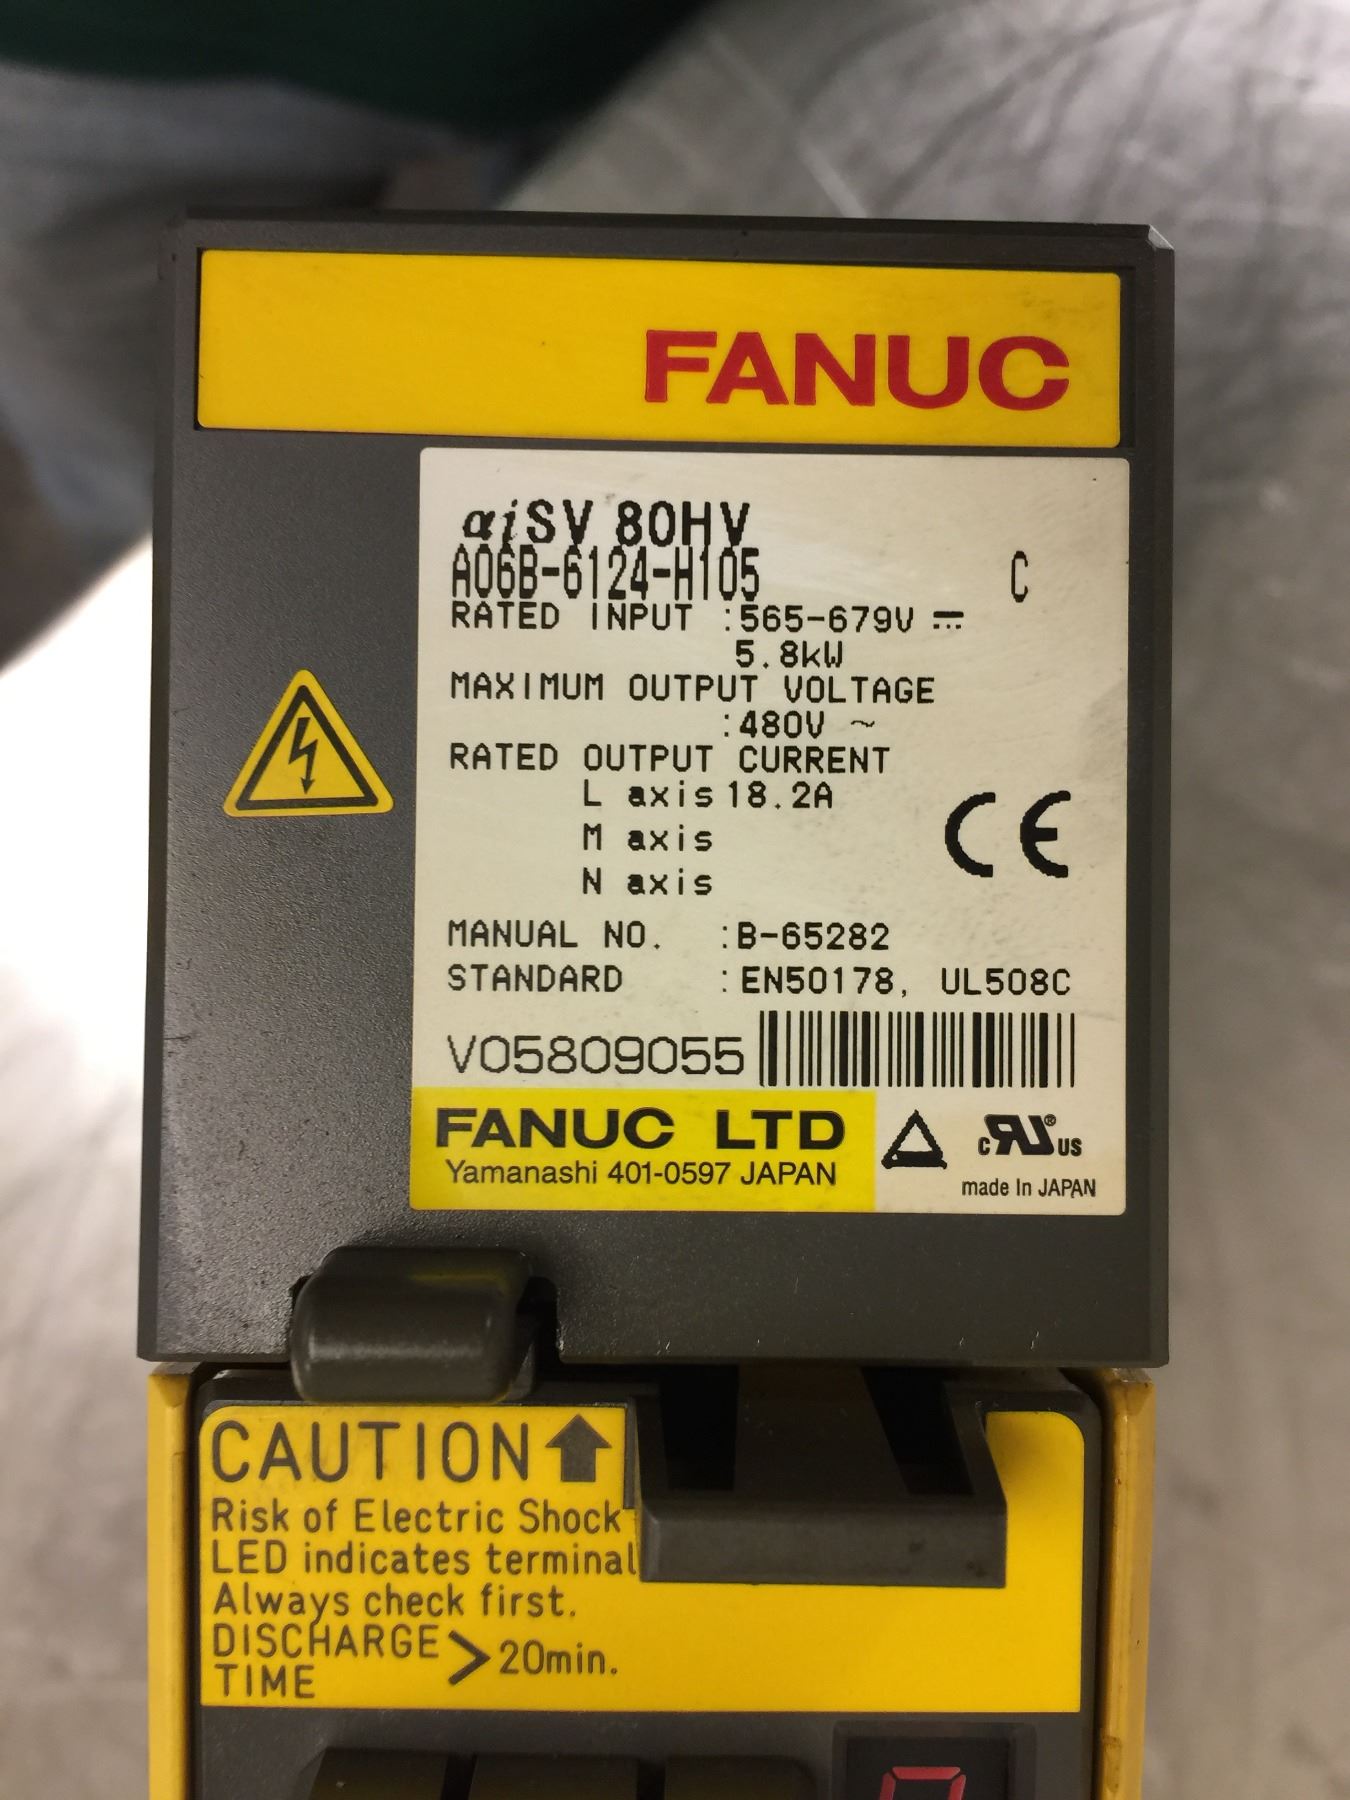 FANUC
αiSV 80HV
A06B-6124-H105 C
RATED INPUT :565-679V ⎓
5.8kW
MAXIMUM OUTPUT VOLTAGE
:480V ~
RATED OUTPUT CURRENT
L axis 18.2A
M axis
N axis
CE
MANUAL NO. :B-65282
STANDARD :EN50178, UL508C
V05809055
FANUC LTD
Yamanashi 401-0597 JAPAN
c RU ® US
made In JAPAN
CAUTION
Risk of Electric Shock
LED indicates terminal
Always check first.
DISCHARGE
TIME > 20min.